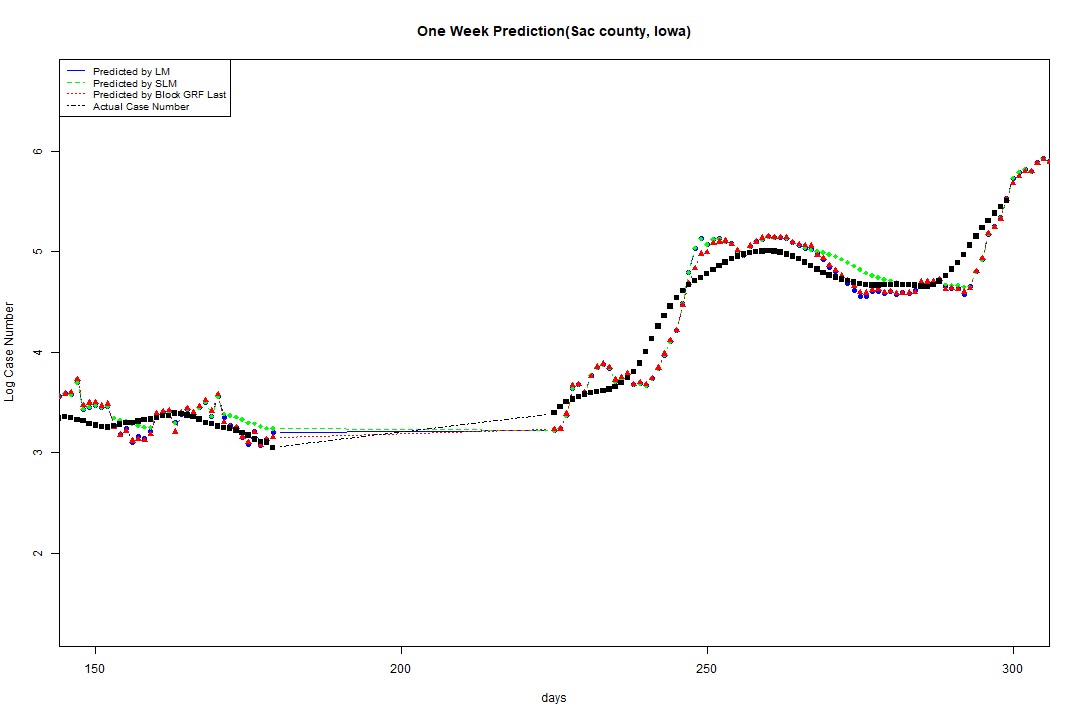 One Week Prediction(Sac county, Iowa)
Predicted by LM
Predicted by SLM
Predicted by Block GRF Last
Actual Case Number
6
5
4
3
2
Log Case Number
150 200 250 300
days